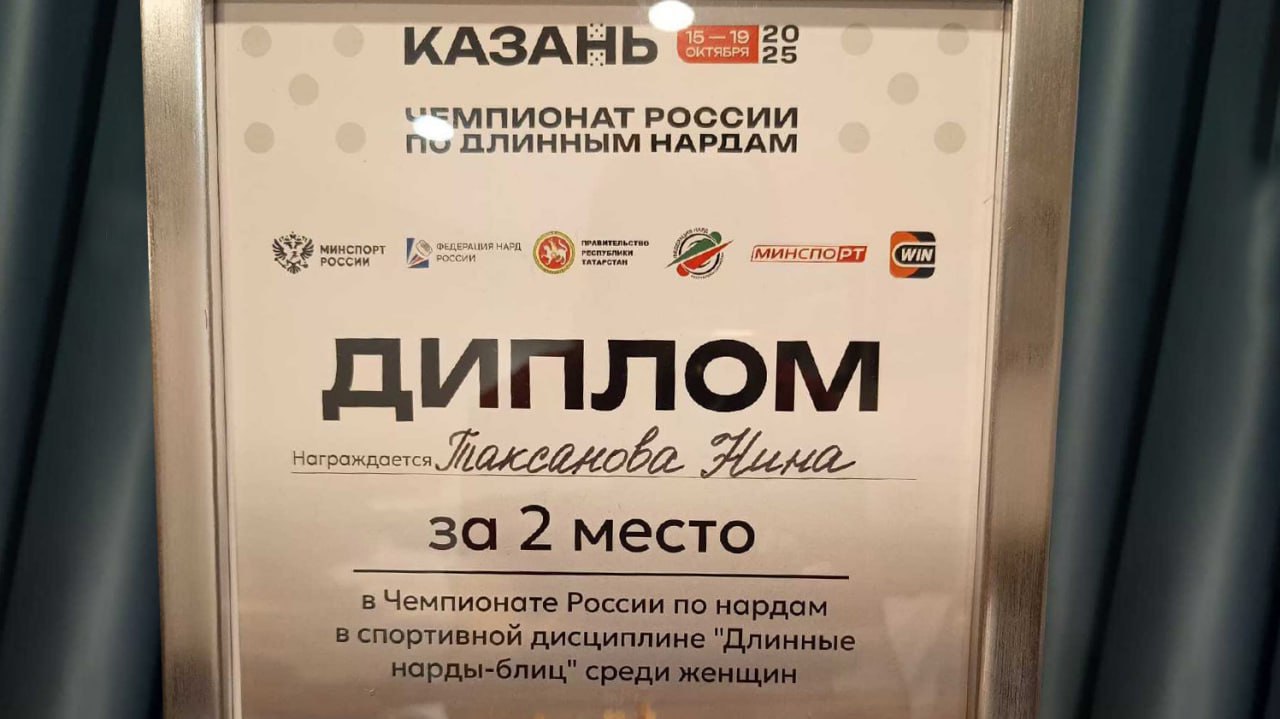 КАЗАНЬ
15 — 19
ОКТЯБРЯ
20
25
ЧЕМПИОНАТ РОССИИ
ПО ДЛИННЫМ НАРДАМ
МИНСПОРТ
РОССИИ
ФЕДЕРАЦИЯ НАРД
РОССИИ
ПРАВИТЕЛЬСТВО
РЕСПУБЛИКИ
ТАТАРСТАН
ФЕДЕРАЦИЯ НАРД
МИНСПОРТ
WIN
ДИПЛОМ
Награждается Таксанова Нина
за 2 место
в Чемпионате России по нардам
в спортивной дисциплине "Длинные
нарды-блиц" среди женщин